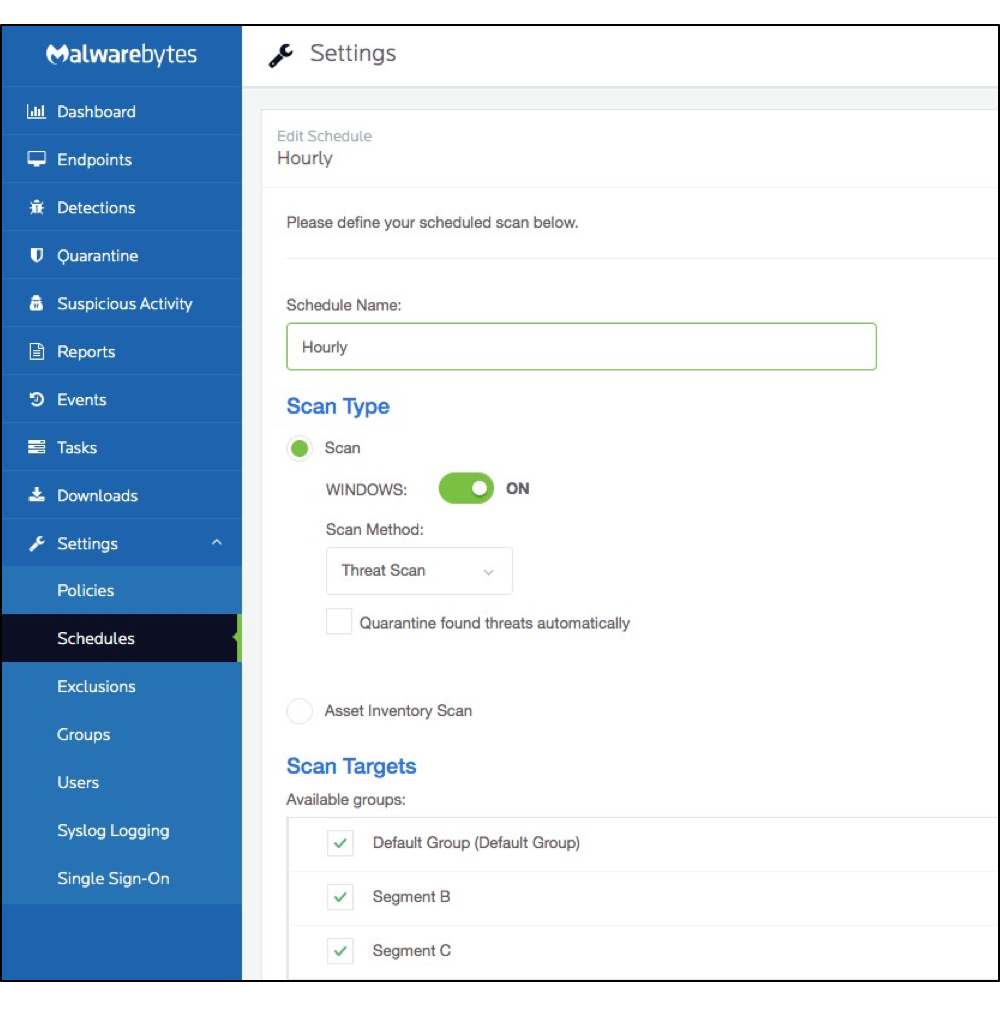 Malwarebytes
Settings
Dashboard
Endpoints
Detections
Quarantine
Suspicious Activity
Reports
Events
Tasks
Downloads
Settings
Policies
Schedules
Exclusions
Groups
Users
Syslog Logging
Single Sign-On
Edit Schedule
Hourly
Please define your scheduled scan below.
Schedule Name:
Hourly
Scan Type
Scan
WINDOWS: ON
Scan Method:
Threat Scan
Quarantine found threats automatically
Asset Inventory Scan
Scan Targets
Available groups:
Default Group (Default Group)
Segment B
Segment C